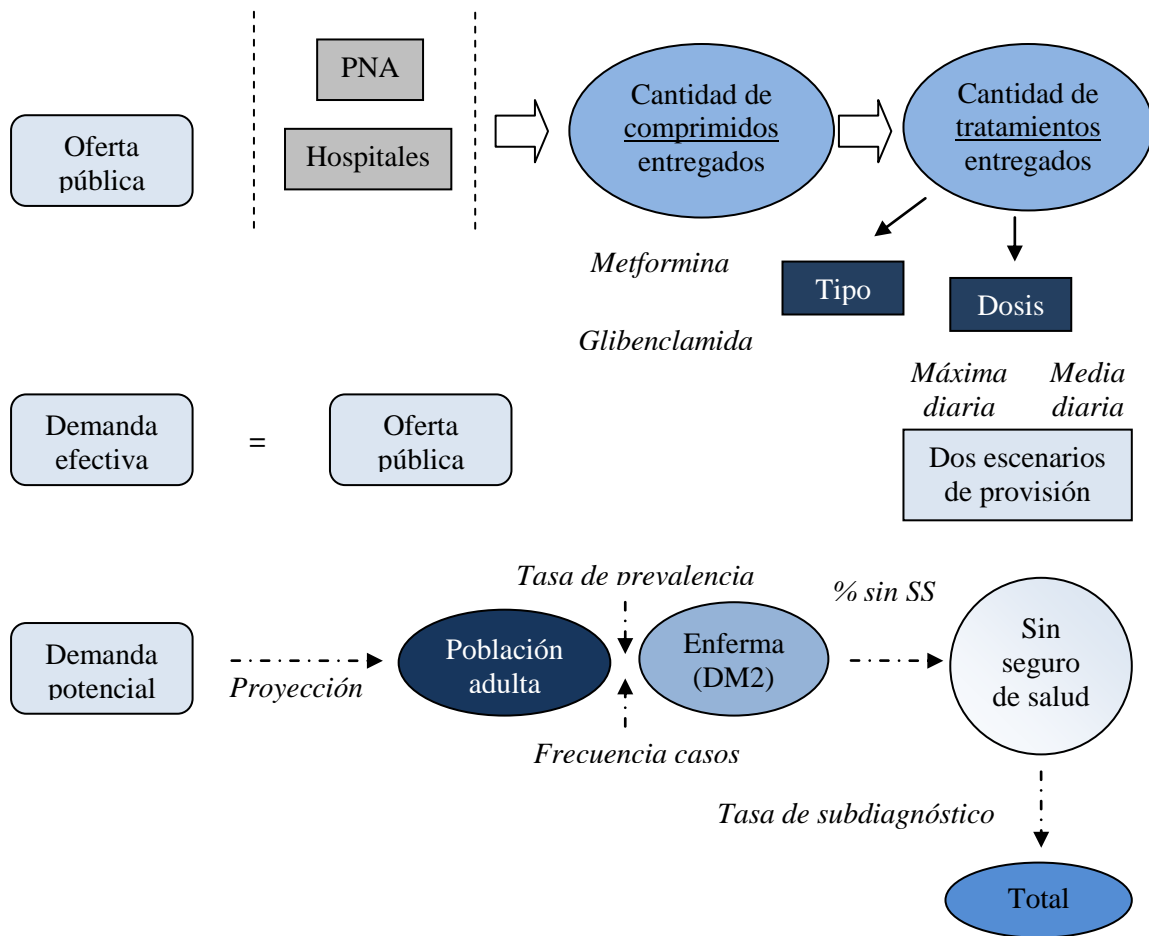 PNA
Hospitales
Oferta
pública
Cantidad de
comprimidos
entregados
Cantidad de
tratamientos
entregados
Metformina
Glibenclamida
Tipo
Dosis
Máxima
diaria
Media
diaria
Dos escenarios
de provisión
Demanda
efectiva
=
Oferta
pública
Demanda
potencial
Proyección
Población
adulta
Tasa de prevalencia
Frecuencia casos
Enferma
(DM2)
% sin SS
Sin
seguro
de salud
Tasa de subdiagnóstico
Total